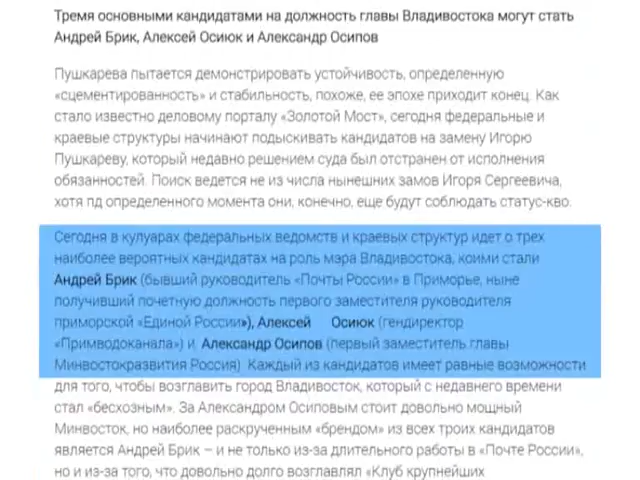 Тремя основными кандидатами на должность главы Владивостока могут стать
Андрей Брик, Алексей Осиюк и Александр Осипов
Пушкарева пытается демонстрировать устойчивость, определенную
«сцементированность» и стабильность, похоже, ее эпохе приходит конец. Как
стало известно деловому порталу «Золотой Мост», сегодня федеральные и
краевые структуры начинают подыскивать кандидатов на замену Игорю
Пушкареву, который недавно решением суда был отстранен от исполнения
обязанностей. Поиск ведется не из числа нынешних замов Игоря Сергеевича,
хотя пд определенного момента они, конечно, еще будут соблюдать статус-кво.
Сегодня в кулуарах федеральных ведомств и краевых структур идет о трех
наиболее вероятных кандидатах на роль мэра Владивостока, коими стали
Андрей Брик (бывший руководитель «Почты России» в Приморье, ныне
получивший почетную должность первого заместителя руководителя
приморской «Единой России»), Алексей Осиюк (гендиректор
«Примводоканала») и Александр Осипов (первый заместитель главы
Минвостокразвития Россия). Каждый из кандидатов имеет равные возможности
для того, чтобы возглавить город Владивосток, который с недавнего времени
стал «бесхозным». За Александром Осиповым стоит довольно мощный
Минвосток, но наиболее раскрученным «брендом» из всех троих кандидатов
является Андрей Брик – и не только из-за длительного работы в «Почте России»,
но и из-за того, что довольно долго возглавлял «Клуб крупнейших